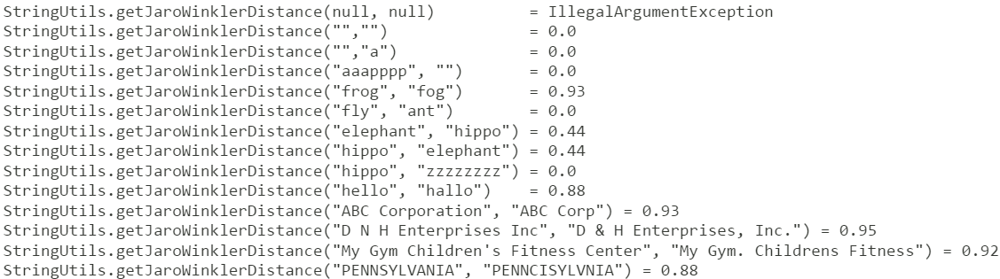 StringUtils.getJaroWinklerDistance(null, null)          = IllegalArgumentException
StringUtils.getJaroWinklerDistance("","")               = 0.0
StringUtils.getJaroWinklerDistance("","a")              = 0.0
StringUtils.getJaroWinklerDistance("aaapppp", "")       = 0.0
StringUtils.getJaroWinklerDistance("frog", "fog")       = 0.93
StringUtils.getJaroWinklerDistance("fly", "ant")        = 0.0
StringUtils.getJaroWinklerDistance("elephant", "hippo") = 0.44
StringUtils.getJaroWinklerDistance("hippo", "elephant") = 0.44
StringUtils.getJaroWinklerDistance("hippo", "zzzzzzzz") = 0.0
StringUtils.getJaroWinklerDistance("hello", "hallo")    = 0.88
StringUtils.getJaroWinklerDistance("ABC Corporation", "ABC Corp") = 0.93
StringUtils.getJaroWinklerDistance("D N H Enterprises Inc", "D & H Enterprises, Inc.") = 0.95
StringUtils.getJaroWinklerDistance("My Gym Children's Fitness Center", "My Gym. Childrens Fitness") = 0.92
StringUtils.getJaroWinklerDistance("PENNSYLVANIA", "PENNCISYLVNIA") = 0.88